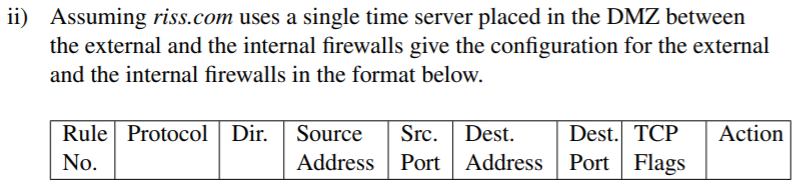 ii) Assuming riss.com uses a single time server placed in the DMZ between
the external and the internal firewalls give the configuration for the external
and the internal firewalls in the format below.
Rule Protocol Dir. Source Src. Dest. Dest. TCP Action
No. Address Port Address Port Flags